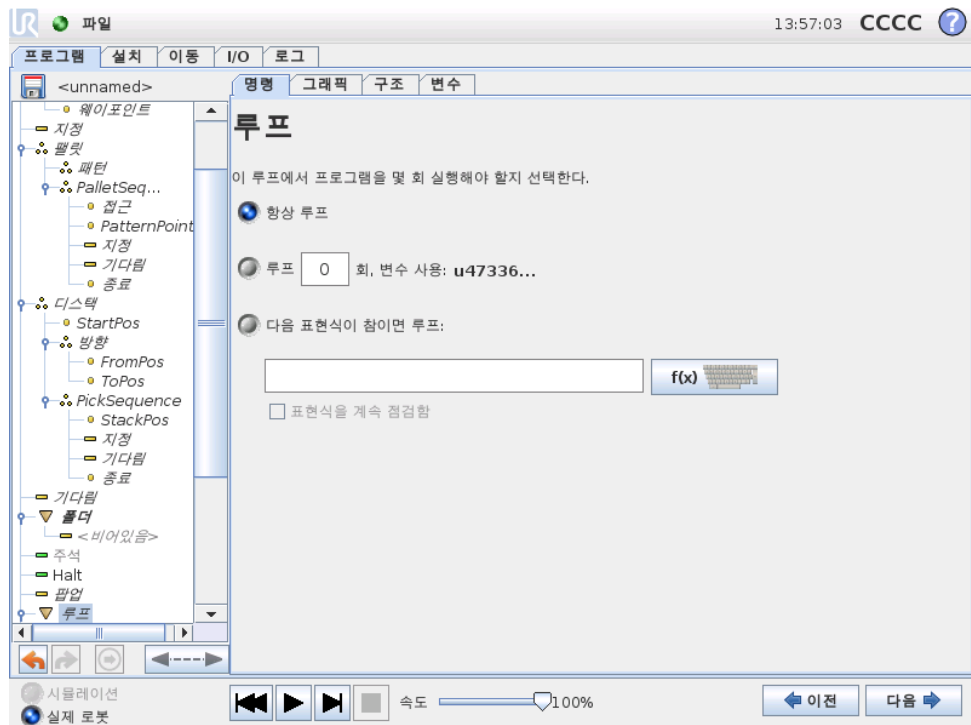 UR 파일 13:57:03 CCCC ?
프로그램 설치 이동 I/O 로그
<unnamed>
명령 그래픽 구조 변수
웨이포인트
지정
팰릿
패턴
PalletSeq...
접근
PatternPoint
지정
기다림
종료
디스택
StartPos
방향
FromPos
ToPos
PickSequence
StackPos
지정
기다림
종료
기다림
폴더
<비어있음>
주석
Halt
팝업
루프
루프
이 루프에서 프로그램을 몇 회 실행해야 할지 선택한다.
항상 루프
루프 0 회, 변수 사용: u47336...
다음 표현식이 참이면 루프:
f(x)
표현식을 계속 점검함
시뮬레이션
실제 로봇
속도 100%
이전 다음